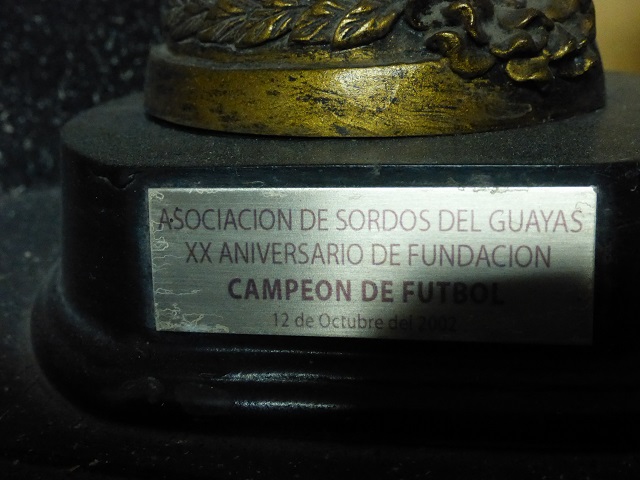 ASOCIACION DE SORDOS DEL GUAYAS
XX ANIVERSARIO DE FUNDACION
CAMPEON DE FUTBOL
12 de Octubre del 2002